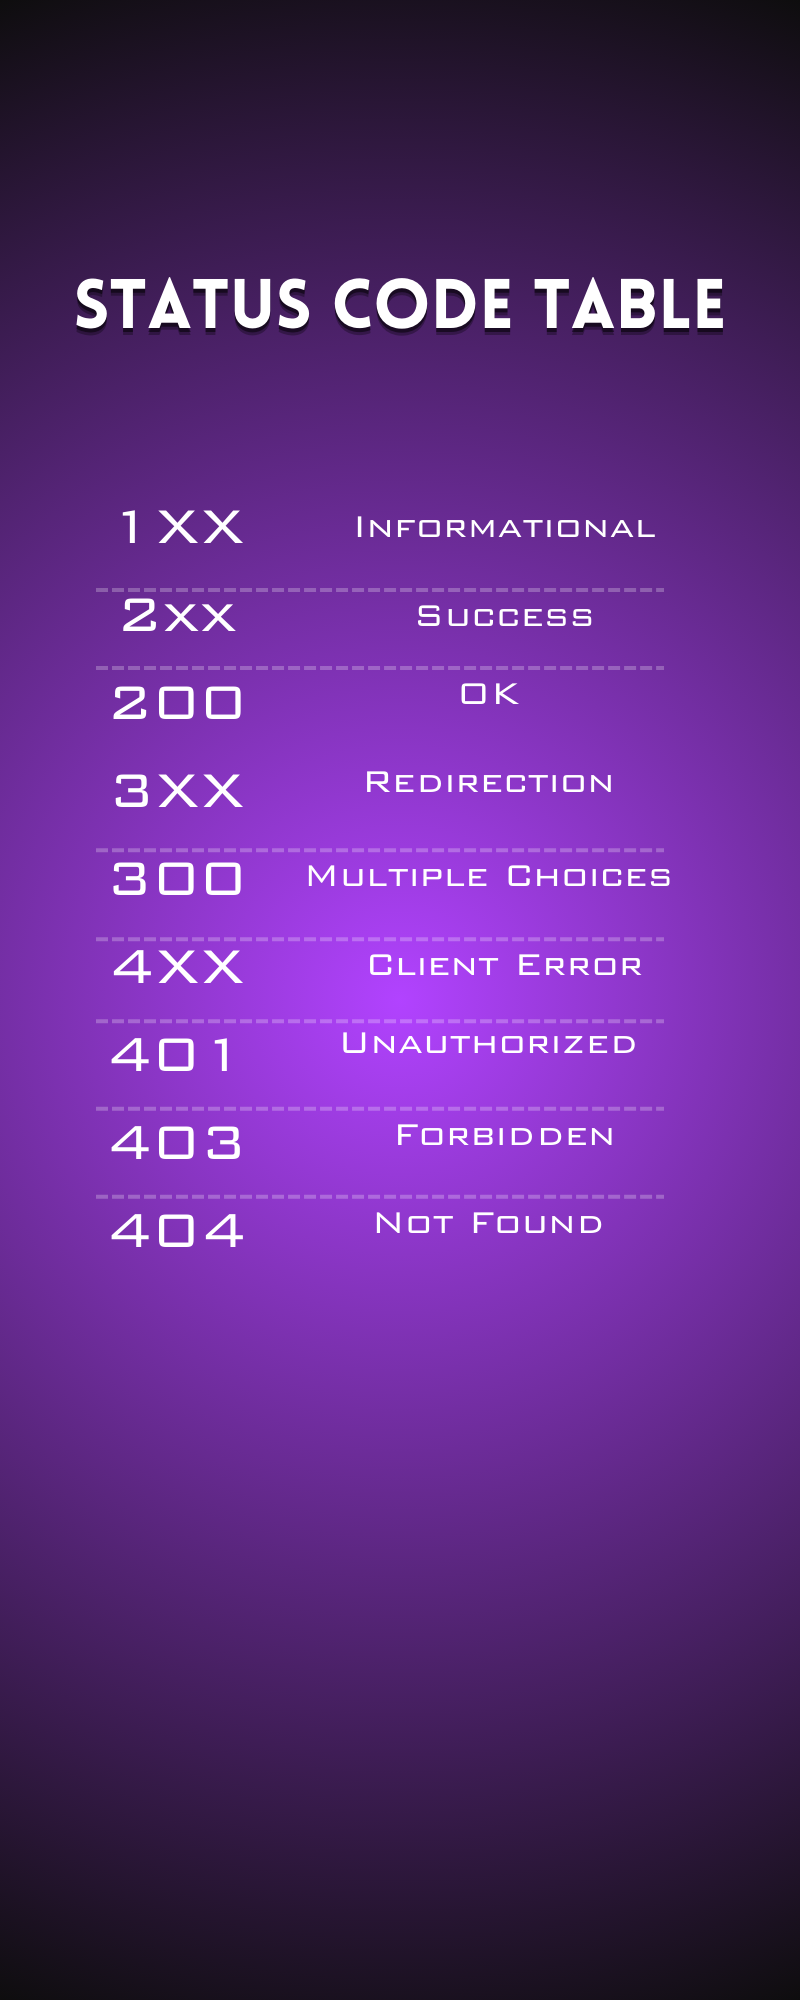 STATUS CODE TABLE
1XX Informational
2xx Success
200 OK
3XX Redirection
300 Multiple Choices
4XX Client Error
401 Unauthorized
403 Forbidden
404 Not Found